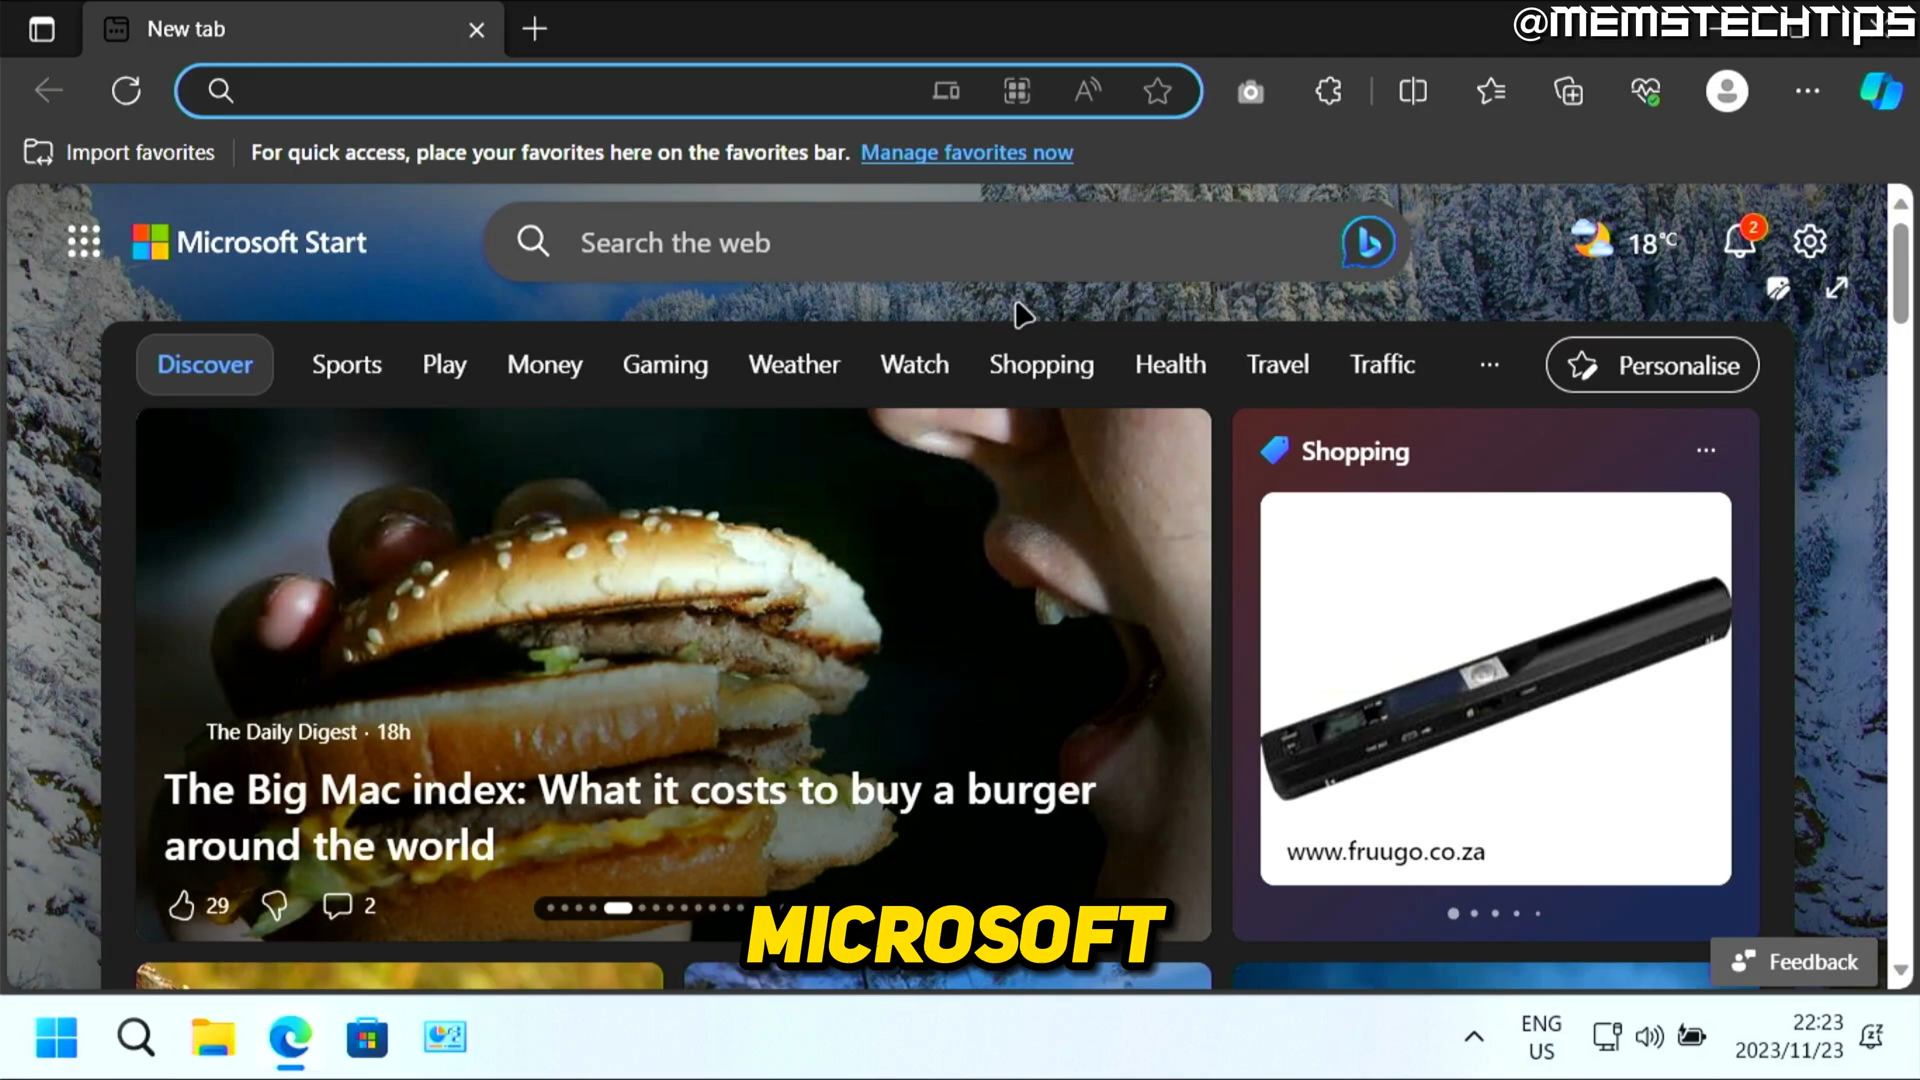 @MEMSTECHTIPS
New tab
Import favorites
For quick access, place your favorites here on the favorites bar. Manage favorites now
Microsoft Start
Search the web
18°C
2
Discover
Sports
Play
Money
Gaming
Weather
Watch
Shopping
Health
Travel
Traffic
Personalise
The Daily Digest · 18h
The Big Mac index: What it costs to buy a burger
around the world
29
2
Shopping
www.fruugo.co.za
MICROSOFT
Feedback
ENG
US
22:23
2023/11/23